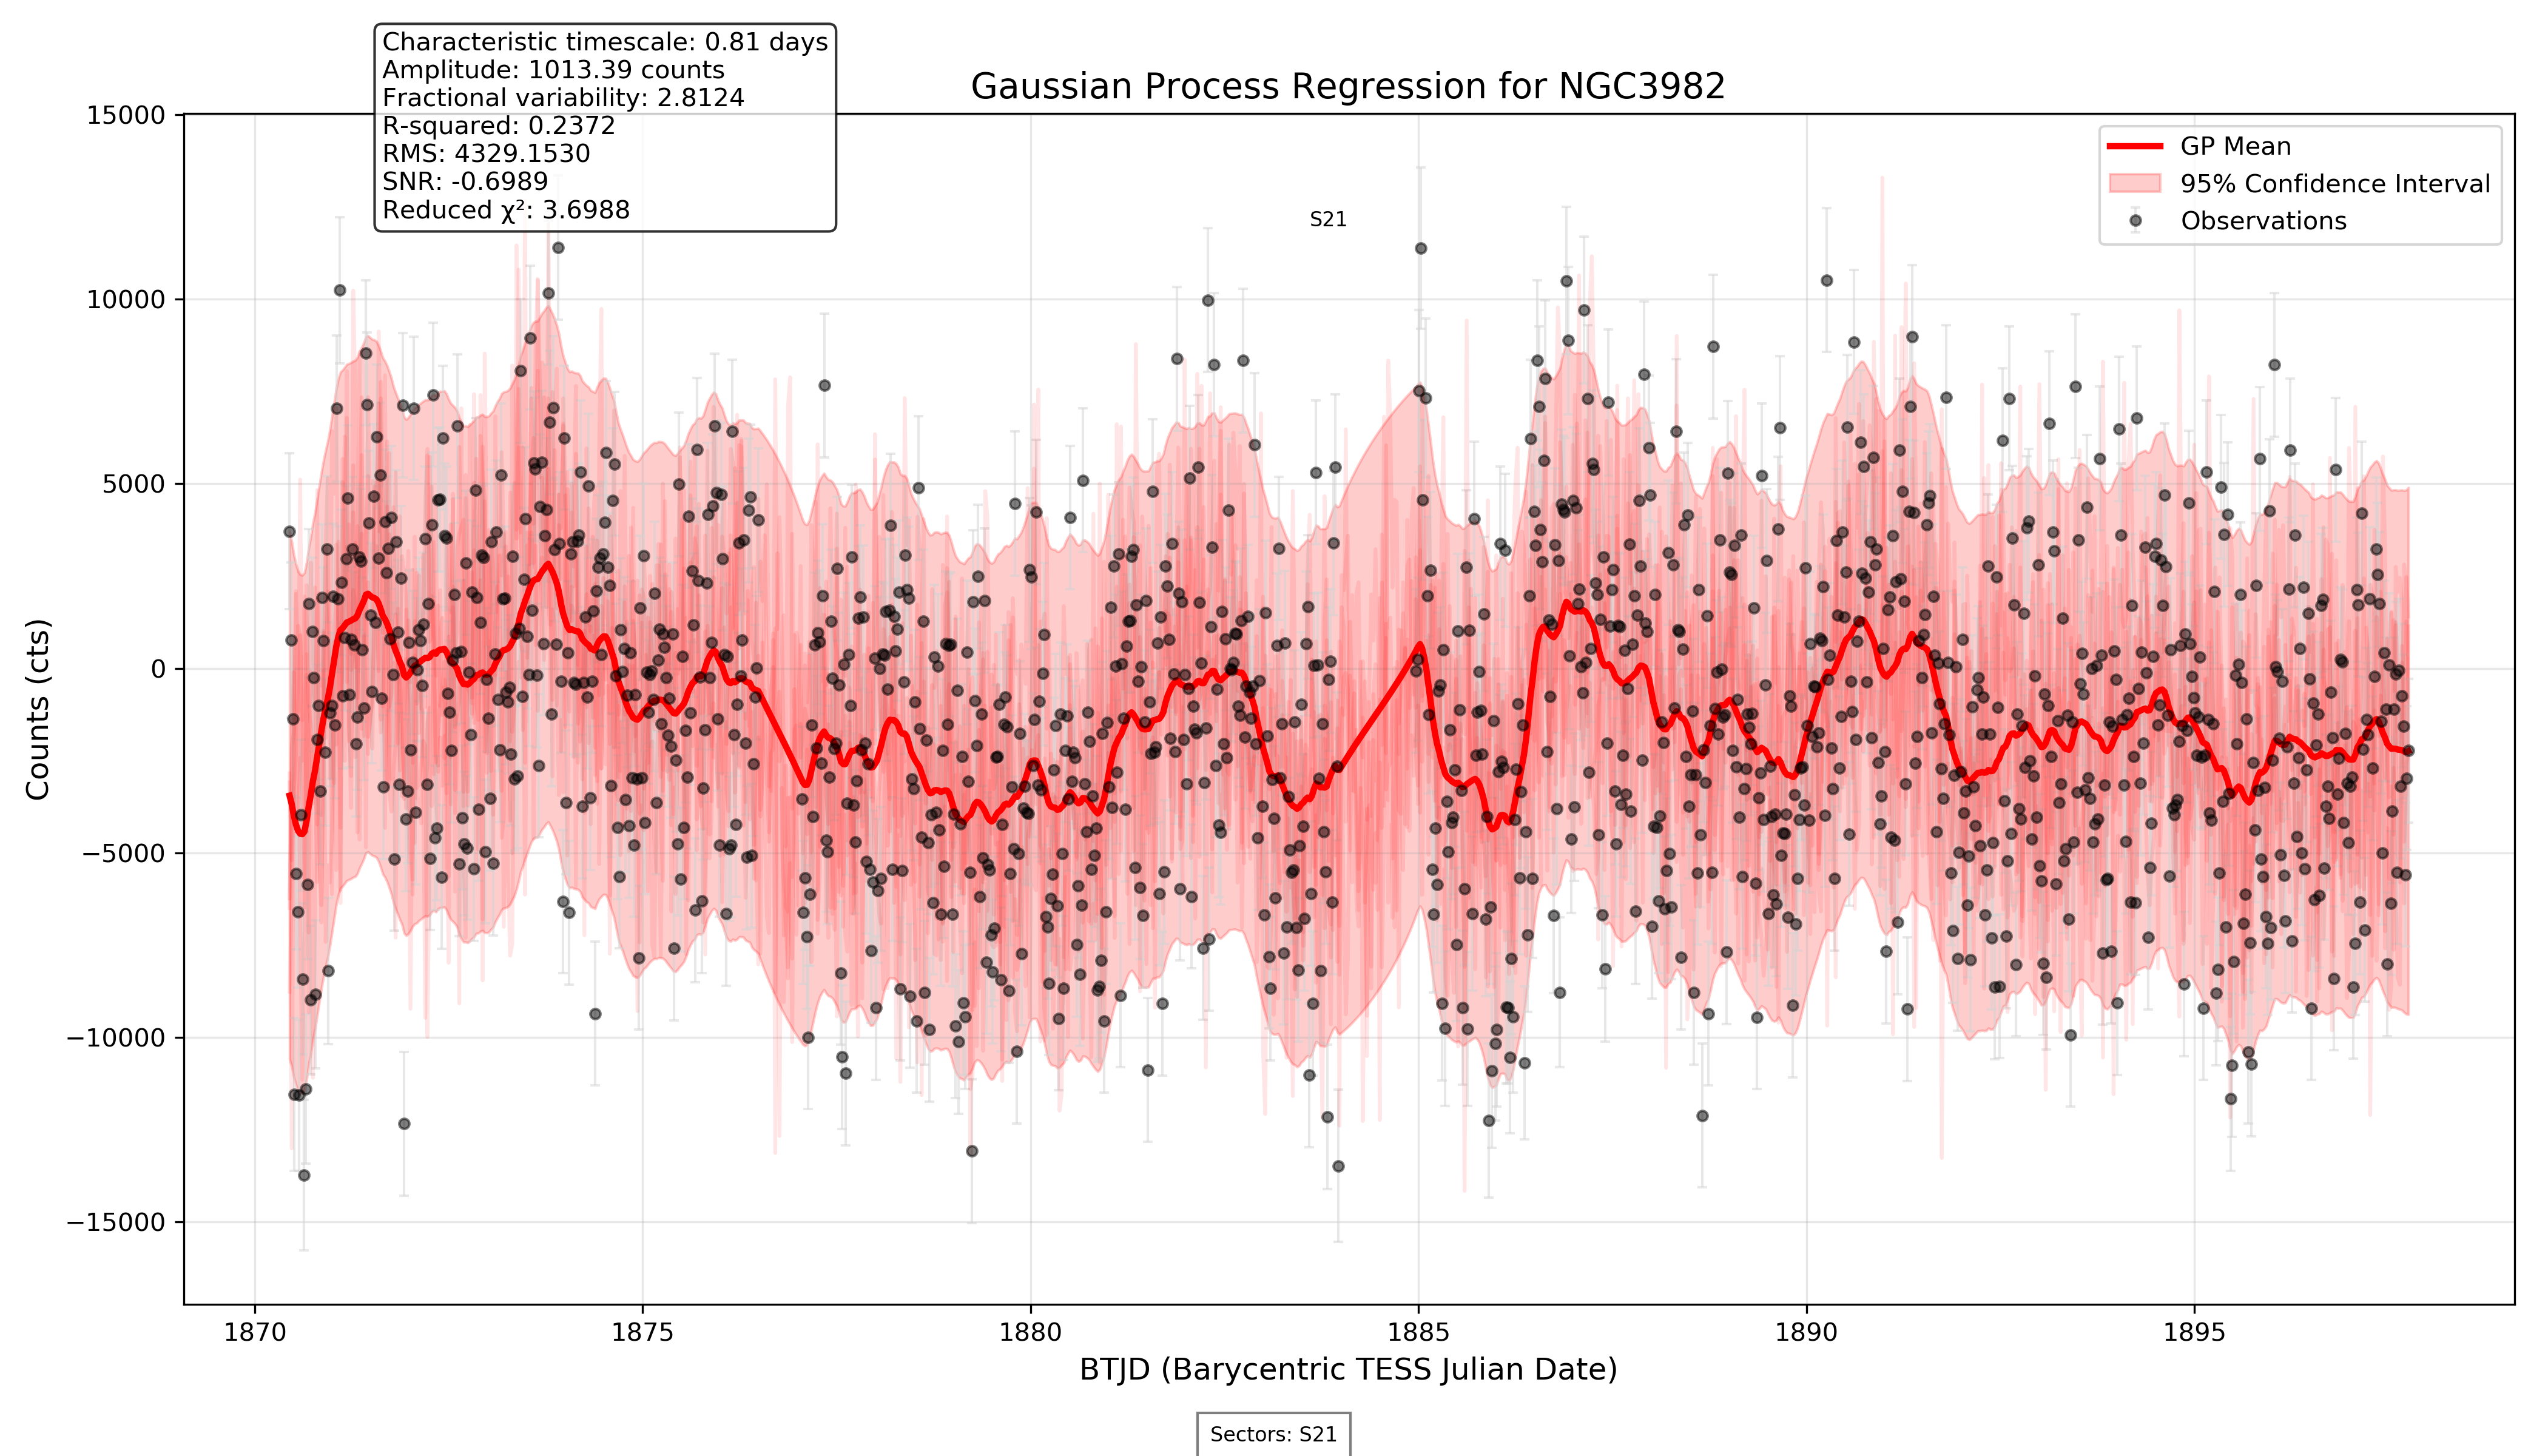 Characteristic timescale: 0.81 days
Amplitude: 1013.39 counts
Fractional variability: 2.8124
R-squared: 0.2372
RMS: 4329.1530
SNR: -0.6989
Reduced χ²: 3.6988
Gaussian Process Regression for NGC3982
GP Mean
95% Confidence Interval
Observations
S21
Counts (cts)
15000
10000
5000
0
−5000
−10000
−15000
1870 1875 1880 1885 1890 1895
BTJD (Barycentric TESS Julian Date)
Sectors: S21